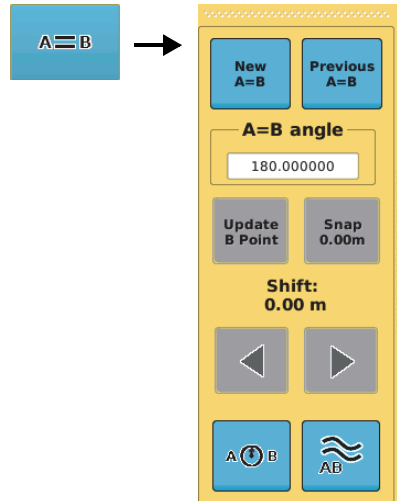 A=B
New
A=B
Previous
A=B
A=B angle
180.000000
Update
B Point
Snap
0.00m
Shift:
0.00 m
A B
AB